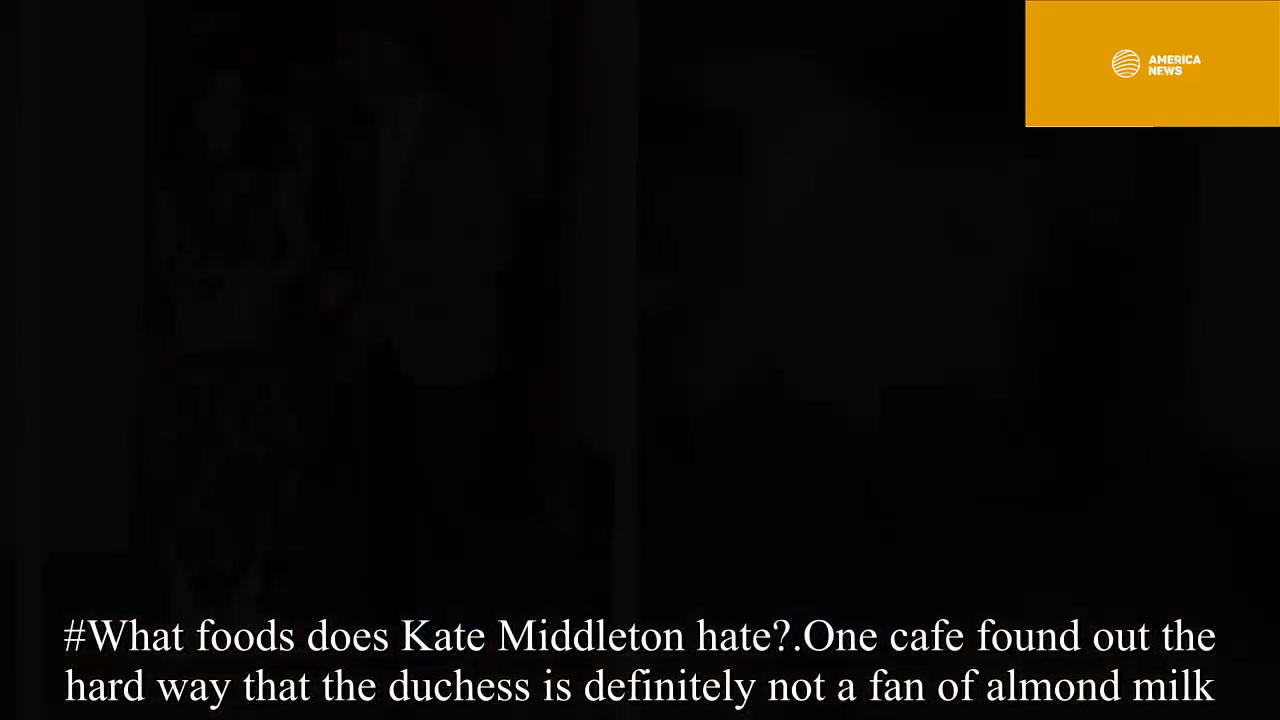 AMERICA
NEWS
#What foods does Kate Middleton hate?.One cafe found out the
hard way that the duchess is definitely not a fan of almond milk